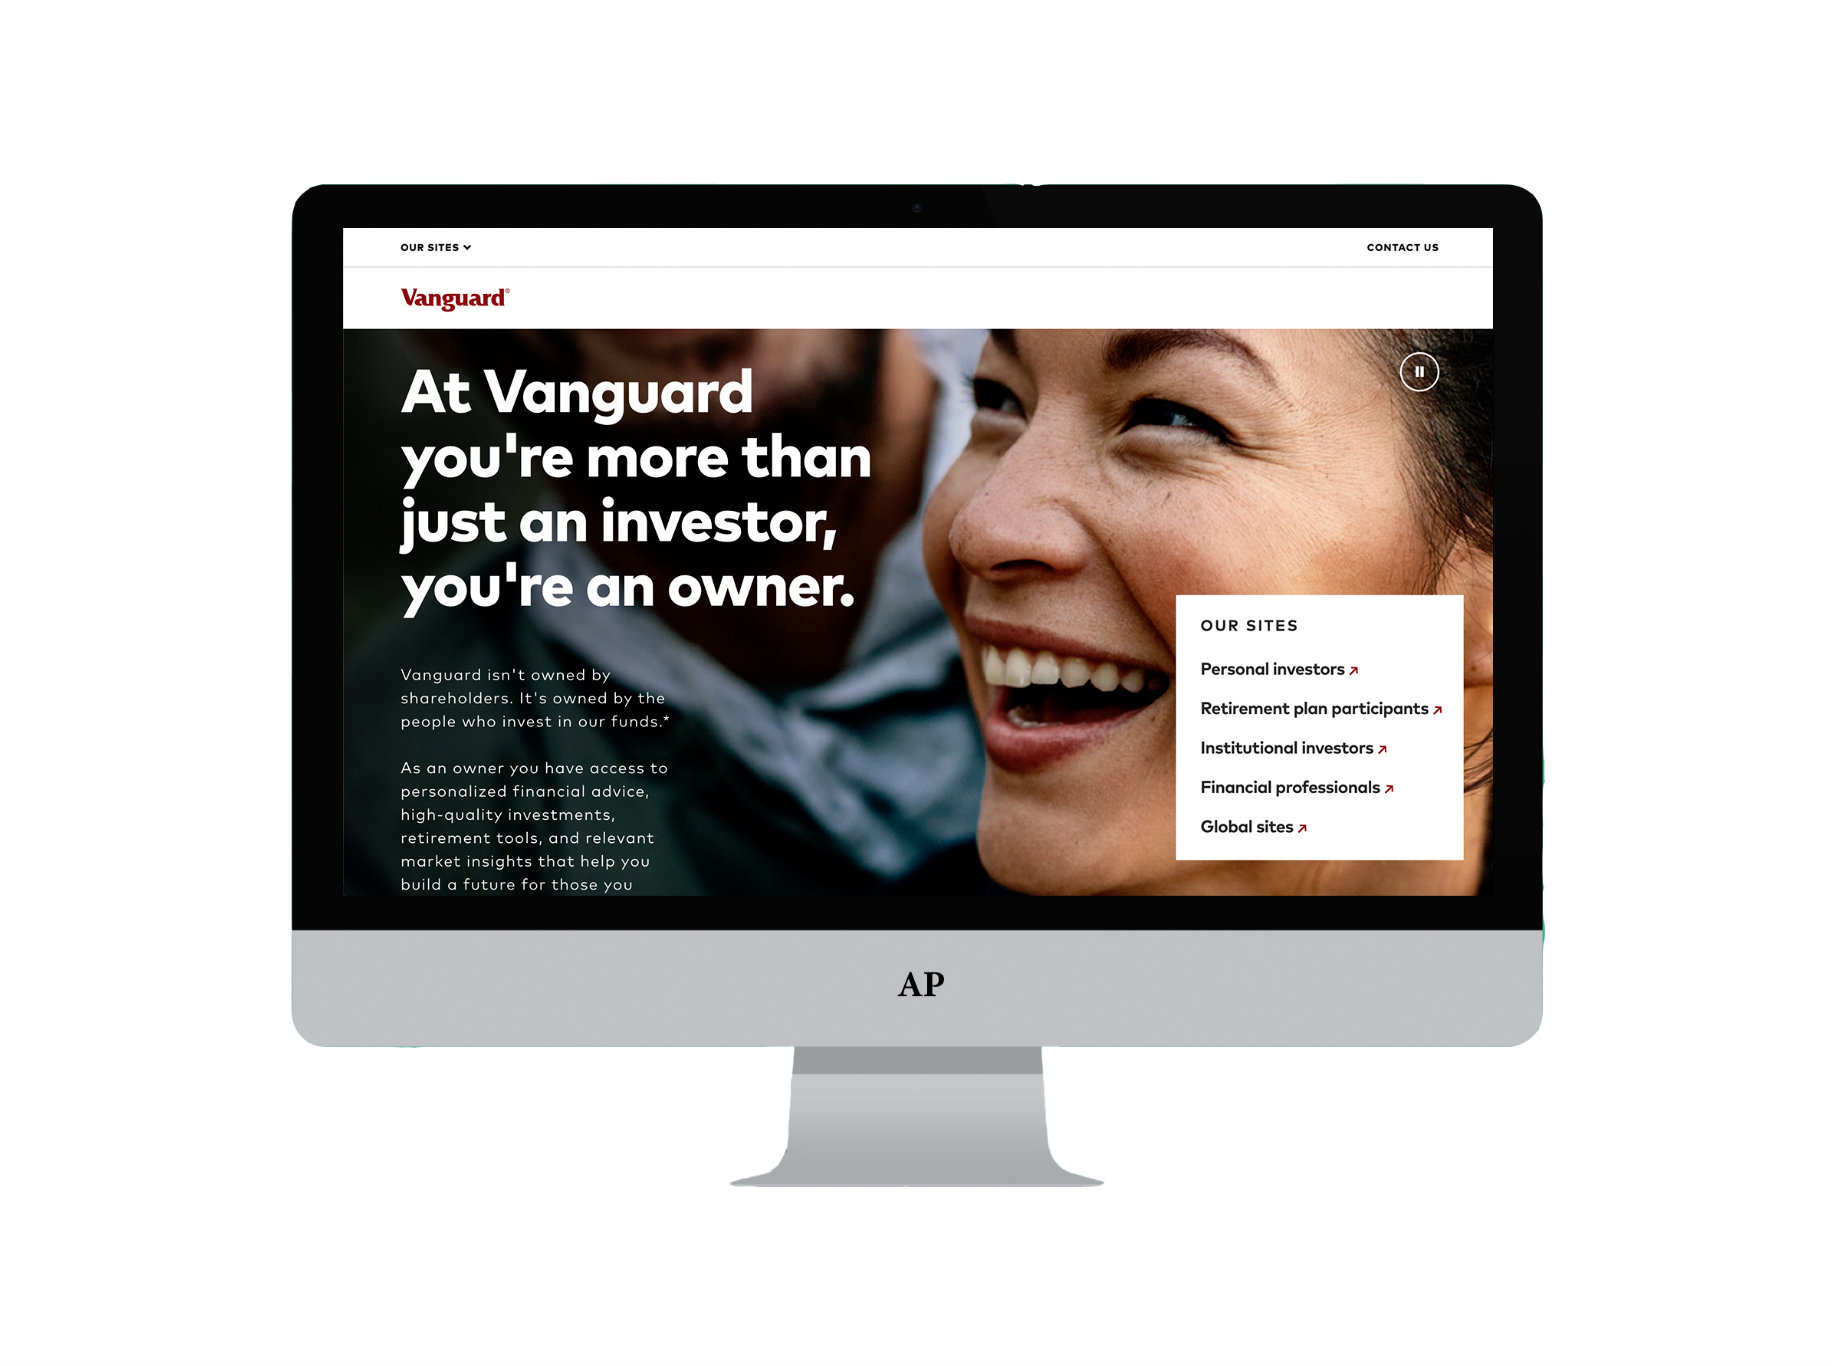 OUR SITES
CONTACT US
Vanguard®
At Vanguard
you're more than
just an investor,
you're an owner.
Vanguard isn't owned by
shareholders. It's owned by the
people who invest in our funds.*
As an owner you have access to
personalized financial advice,
high-quality investments,
retirement tools, and relevant
market insights that help you
build a future for those you
OUR SITES
Personal investors
Retirement plan participants
Institutional investors
Financial professionals
Global sites
AP